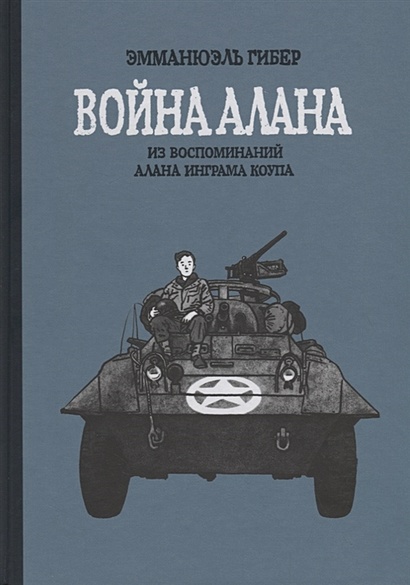 ЭММАНЮЭЛЬ ГИБЕР
ВОЙНА АЛАНА
ИЗ ВОСПОМИНАНИЙ
АЛАНА ИНГРАМА КОУПА